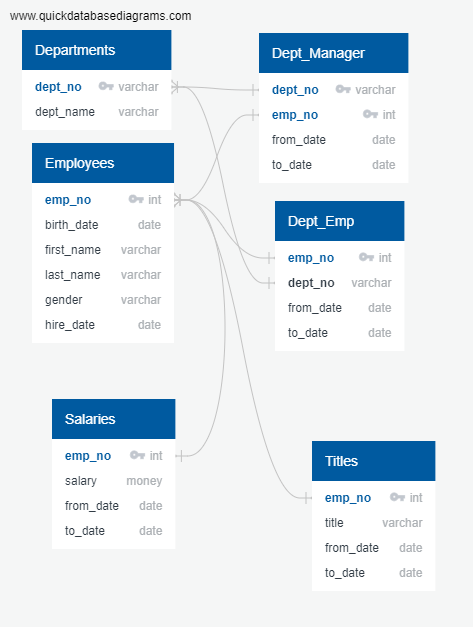 www.quickdatabasediagrams.com
Departments
dept_no varchar
dept_name varchar
Dept_Manager
dept_no varchar
emp_no int
from_date date
to_date date
Employees
emp_no int
birth_date date
first_name varchar
last_name varchar
gender varchar
hire_date date
Dept_Emp
emp_no int
dept_no varchar
from_date date
to_date date
Salaries
emp_no int
salary money
from_date date
to_date date
Titles
emp_no int
title varchar
from_date date
to_date date